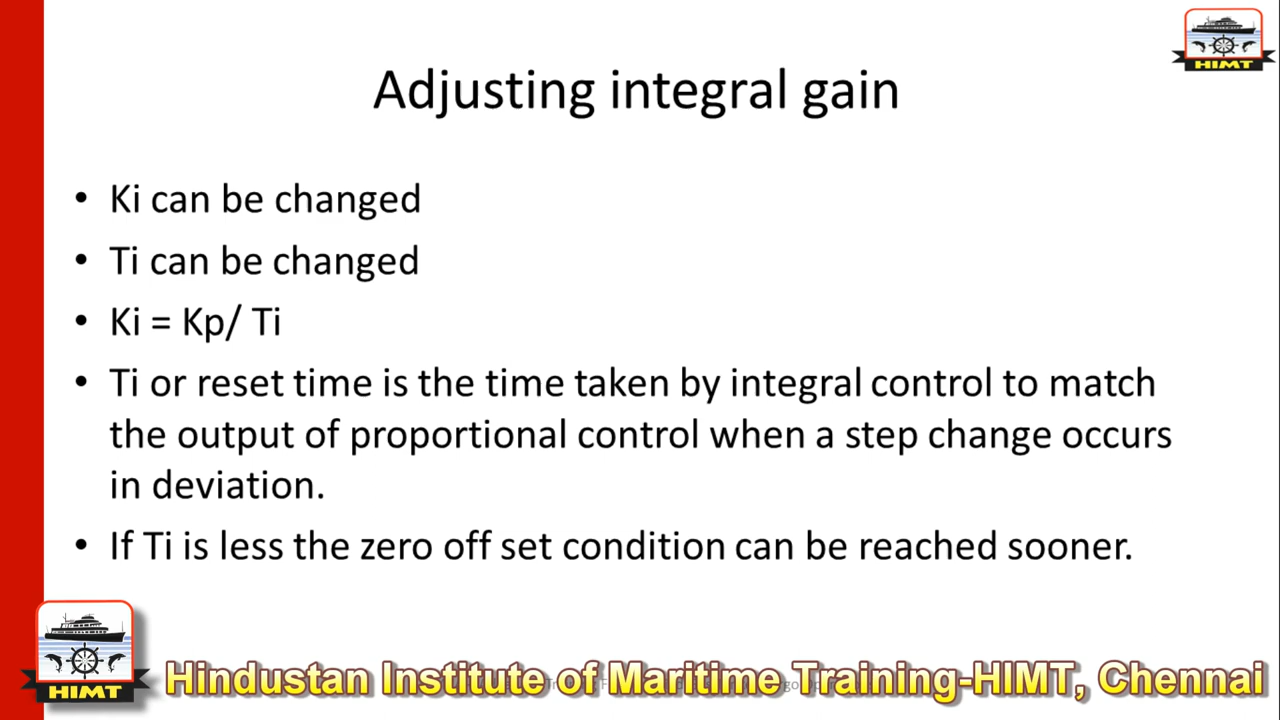 HIMT
Adjusting integral gain
• Ki can be changed
• Ti can be changed
• Ki = Kp/ Ti
• Ti or reset time is the time taken by integral control to match
the output of proportional control when a step change occurs
in deviation.
• If Ti is less the zero off set condition can be reached sooner.
HIMT
Hindustan Institute of Maritime Training-HIMT, Chennai